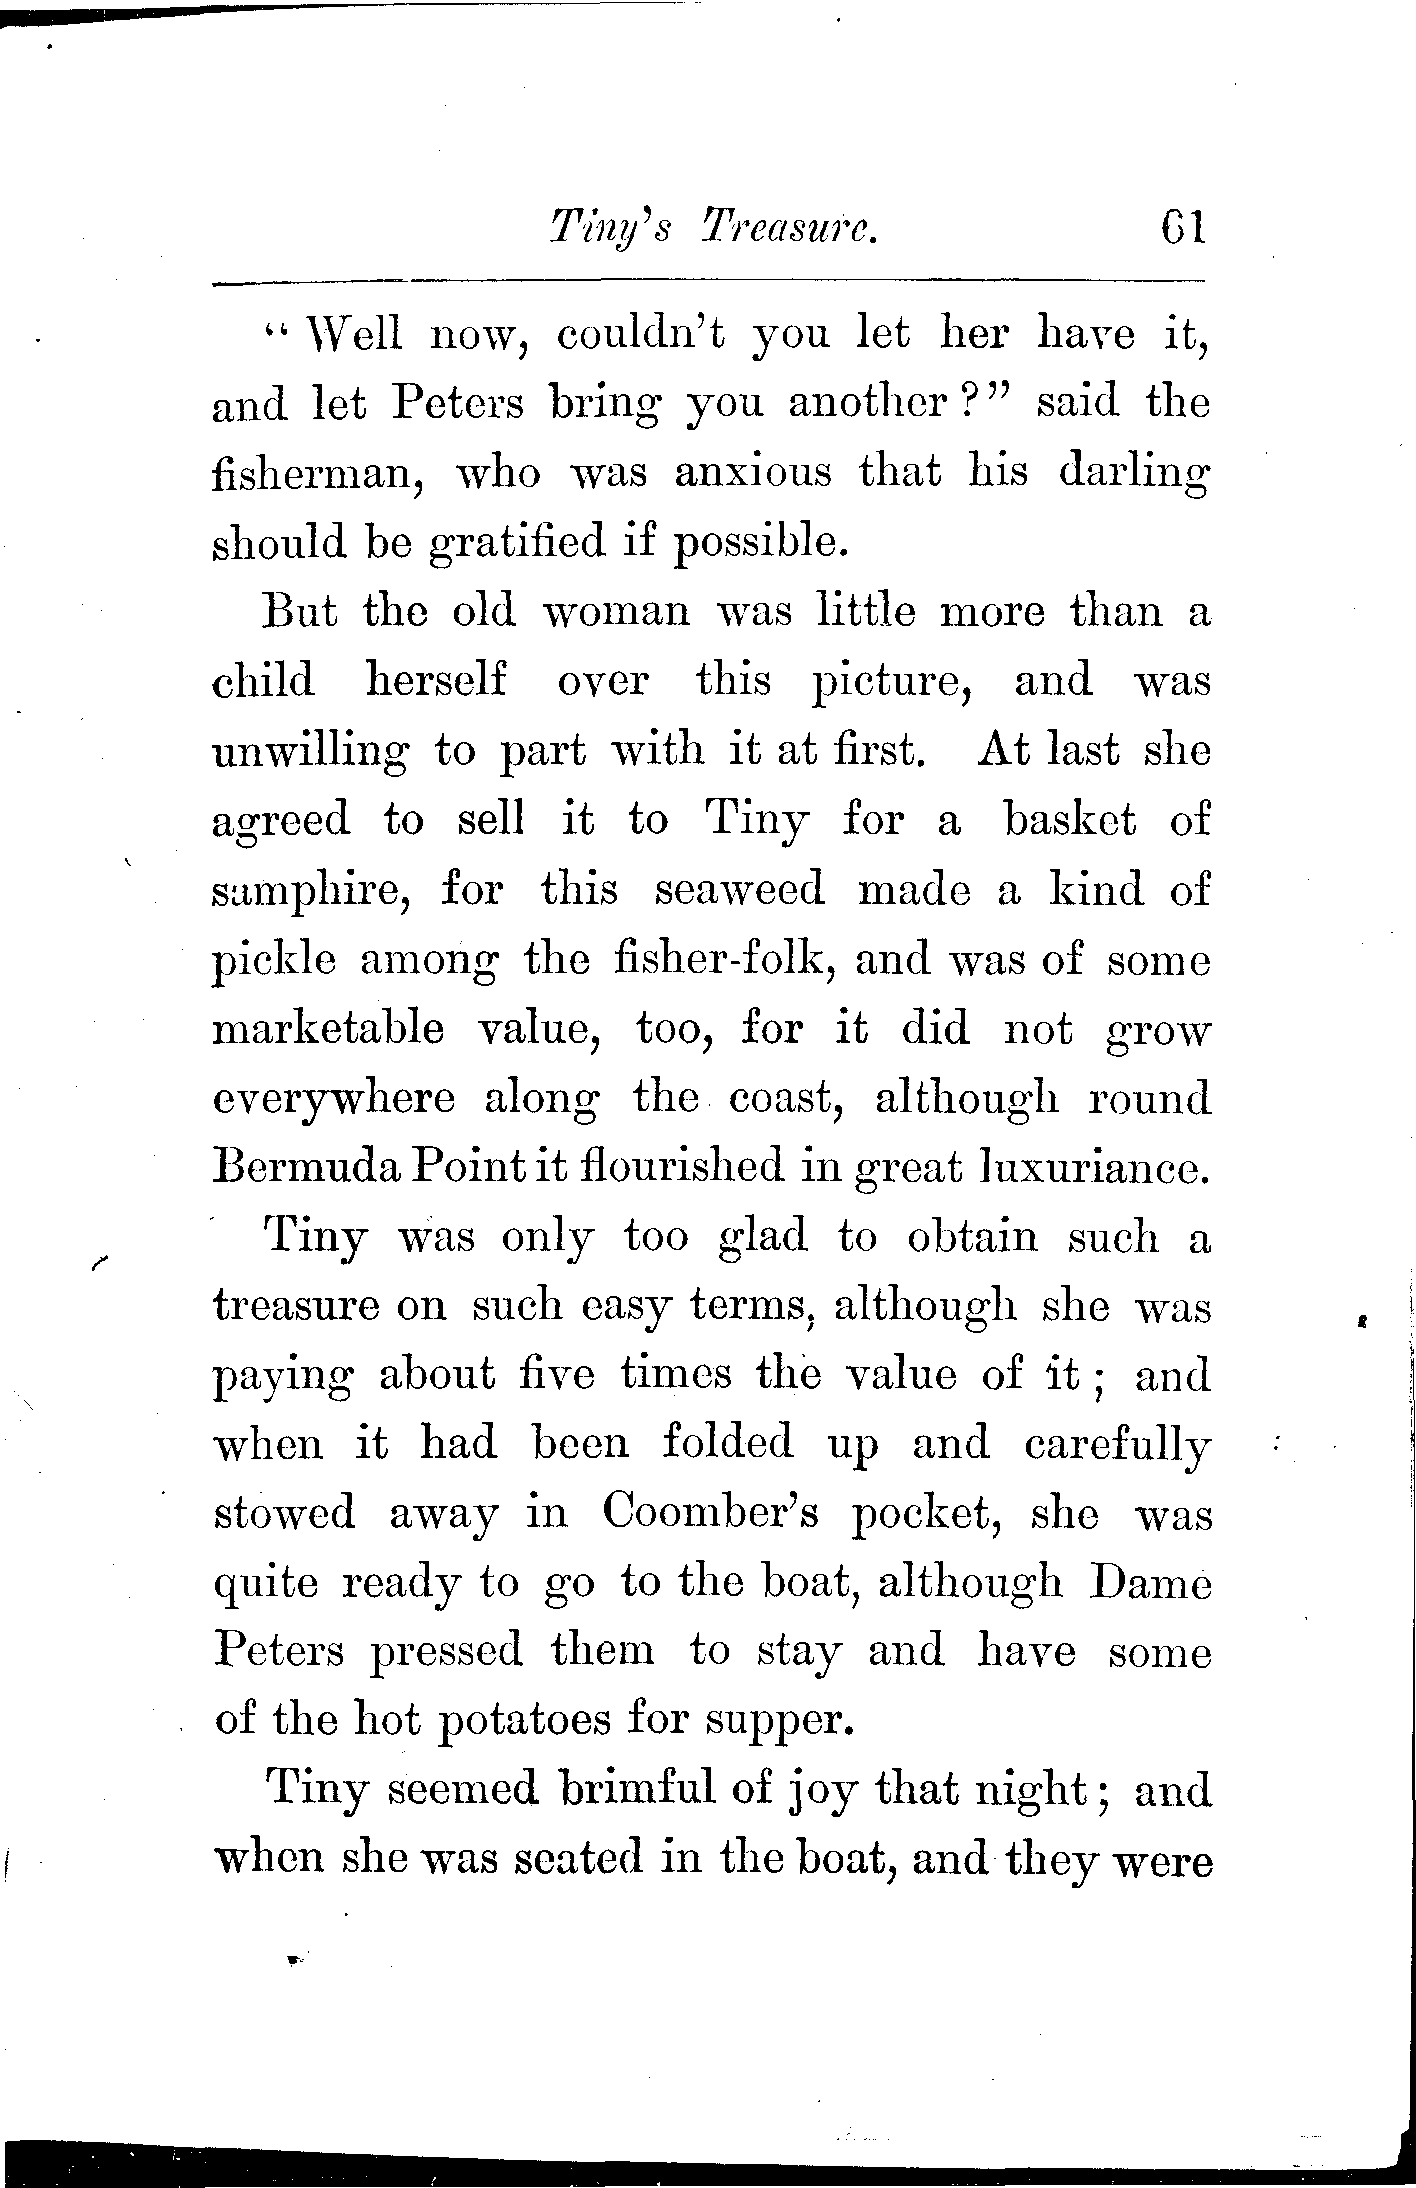 Tiny's Treasure. 61
“ Well now, couldn't you let her have it,
and let Peters bring you another ?” said the
fisherman, who was anxious that his darling
should be gratified if possible.
But the old woman was little more than a
child herself over this picture, and was
unwilling to part with it at first. At last she
agreed to sell it to Tiny for a basket of
samphire, for this seaweed made a kind of
pickle among the fisher-folk, and was of some
marketable value, too, for it did not grow
everywhere along the coast, although round
Bermuda Point it flourished in great luxuriance.
Tiny was only too glad to obtain such a
treasure on such easy terms, although she was
paying about five times the value of it ; and
when it had been folded up and carefully
stowed away in Coomber's pocket, she was
quite ready to go to the boat, although Dame
Peters pressed them to stay and have some
of the hot potatoes for supper.
Tiny seemed brimful of joy that night ; and
when she was seated in the boat, and they were